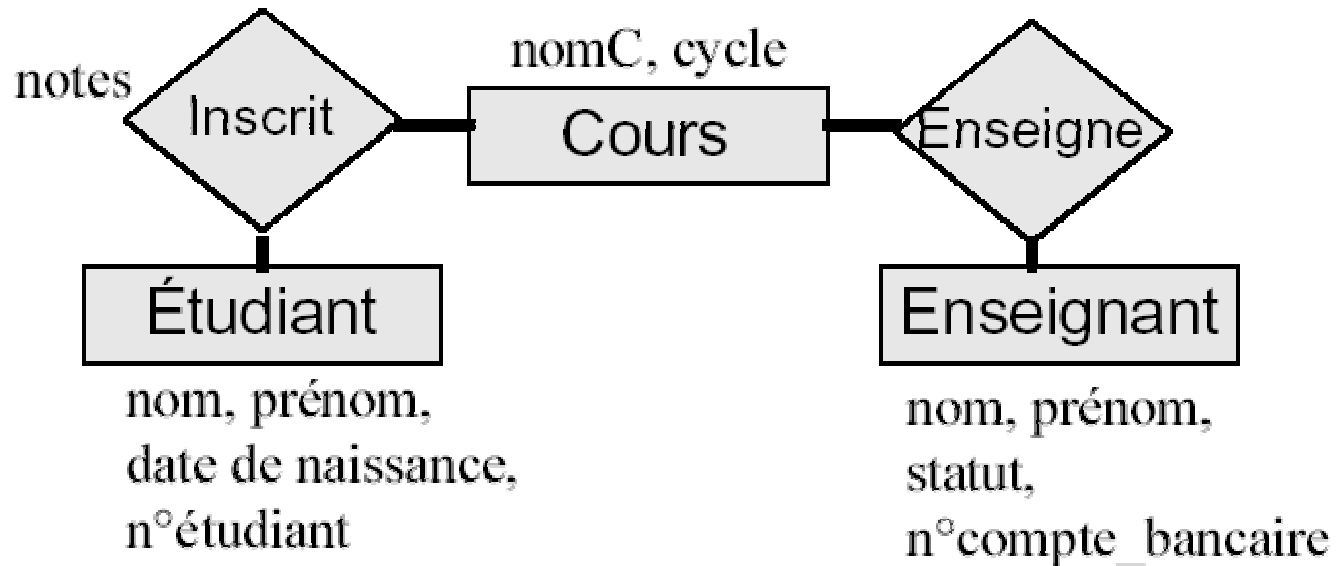 nomC, cycle
notes
Inscrit
Cours
Enseigne
Étudiant
Enseignant
nom, prénom,
date de naissance,
n°étudiant
nom, prénom,
statut,
n°compte_bancaire